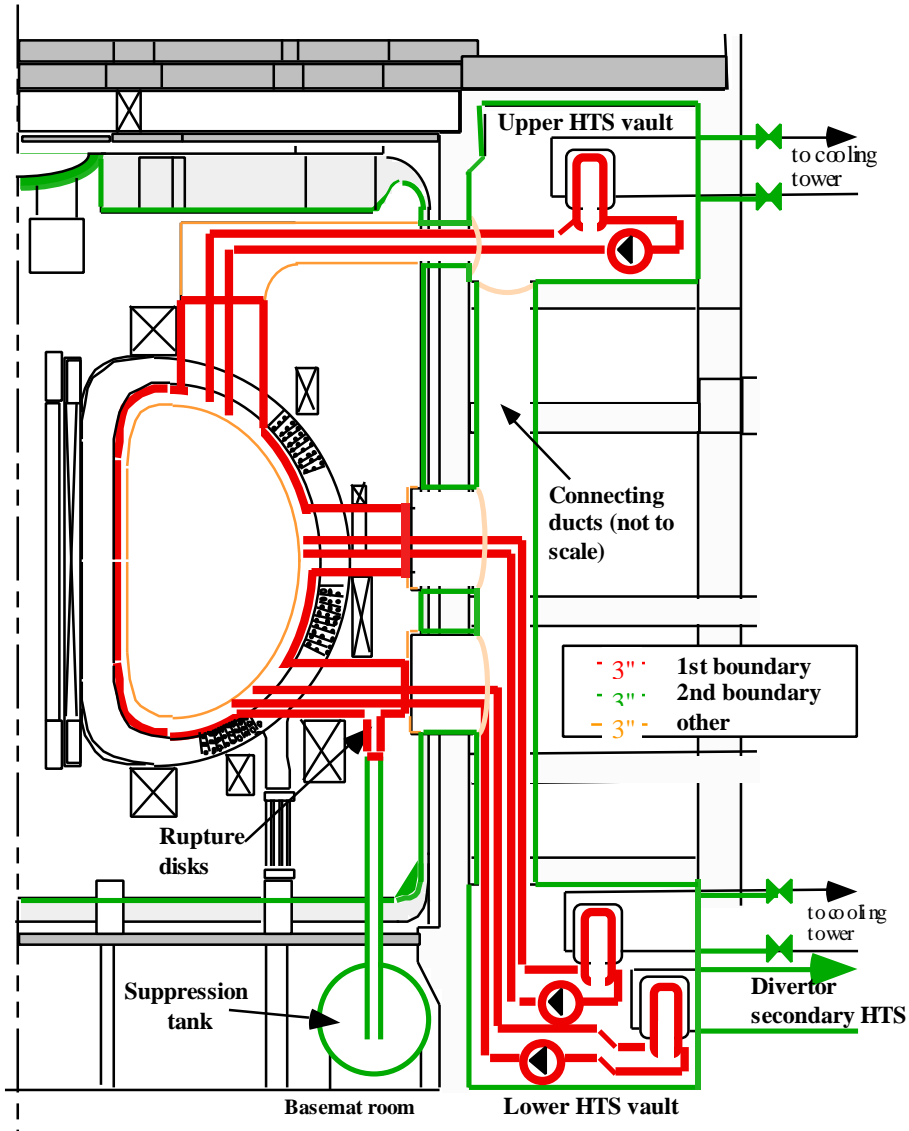 Upper HTS vault
to cooling
tower
Connecting
ducts (not to
scale)
3" 1st boundary
3" 2nd boundary
3" other
Rupture
disks
to cooling
tower
Suppression
tank
Divertor
secondary HTS
Basemat room
Lower HTS vault